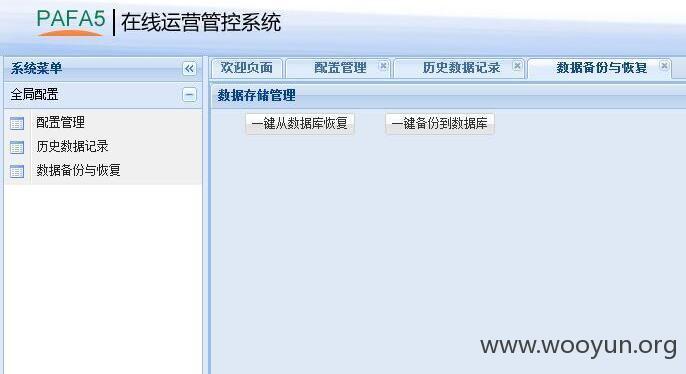 PAFA5 在线运营管控系统
系统菜单
全局配置
配置管理
历史数据记录
数据备份与恢复
欢迎页面 配置管理 历史数据记录 数据备份与恢复
数据存储管理
一键从数据库恢复 一键备份到数据库
www.wooyun.org